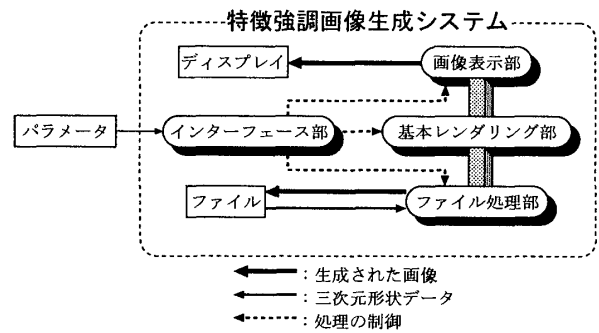 特徴強調画像生成システム
ディスプレイ
画像表示部
パラメータ
インターフェース部
基本レンダリング部
ファイル
ファイル処理部
：生成された画像
：三次元形状データ
：処理の制御